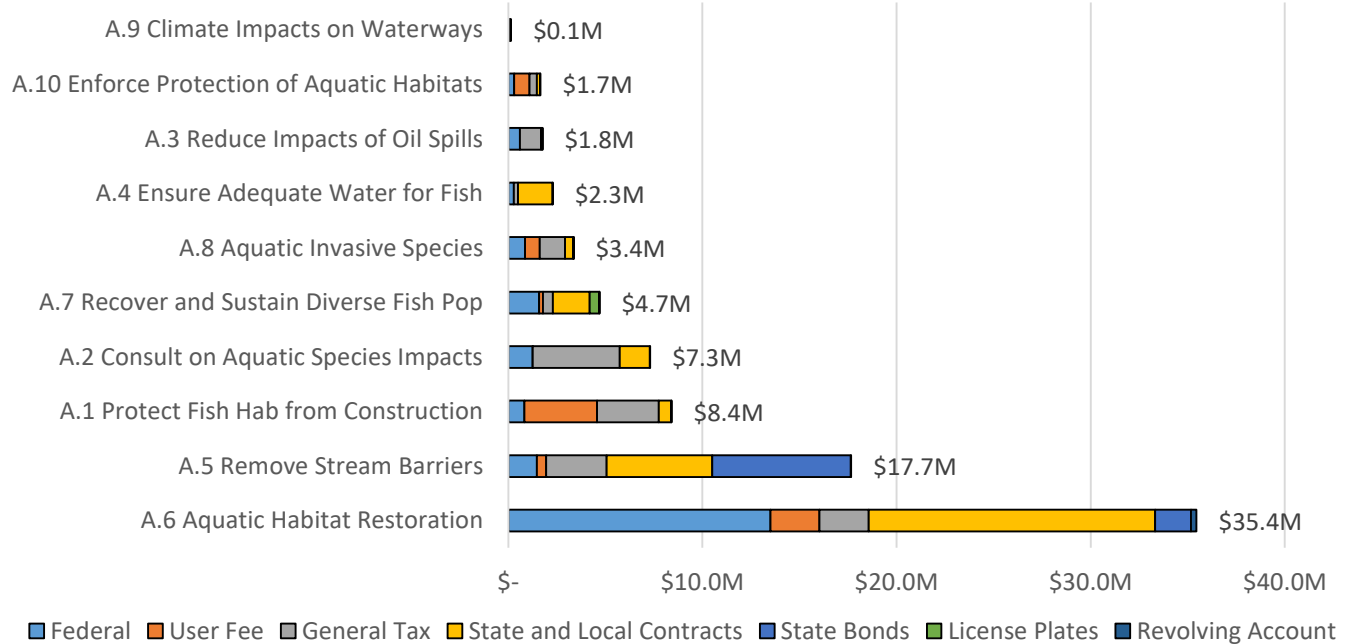 A.9 Climate Impacts on Waterways $0.1M
A.10 Enforce Protection of Aquatic Habitats $1.7M
A.3 Reduce Impacts of Oil Spills $1.8M
A.4 Ensure Adequate Water for Fish $2.3M
A.8 Aquatic Invasive Species $3.4M
A.7 Recover and Sustain Diverse Fish Pop $4.7M
A.2 Consult on Aquatic Species Impacts $7.3M
A.1 Protect Fish Hab from Construction $8.4M
A.5 Remove Stream Barriers $17.7M
A.6 Aquatic Habitat Restoration $35.4M
$- $10.0M $20.0M $30.0M $40.0M
Federal User Fee General Tax State and Local Contracts State Bonds License Plates Revolving Account